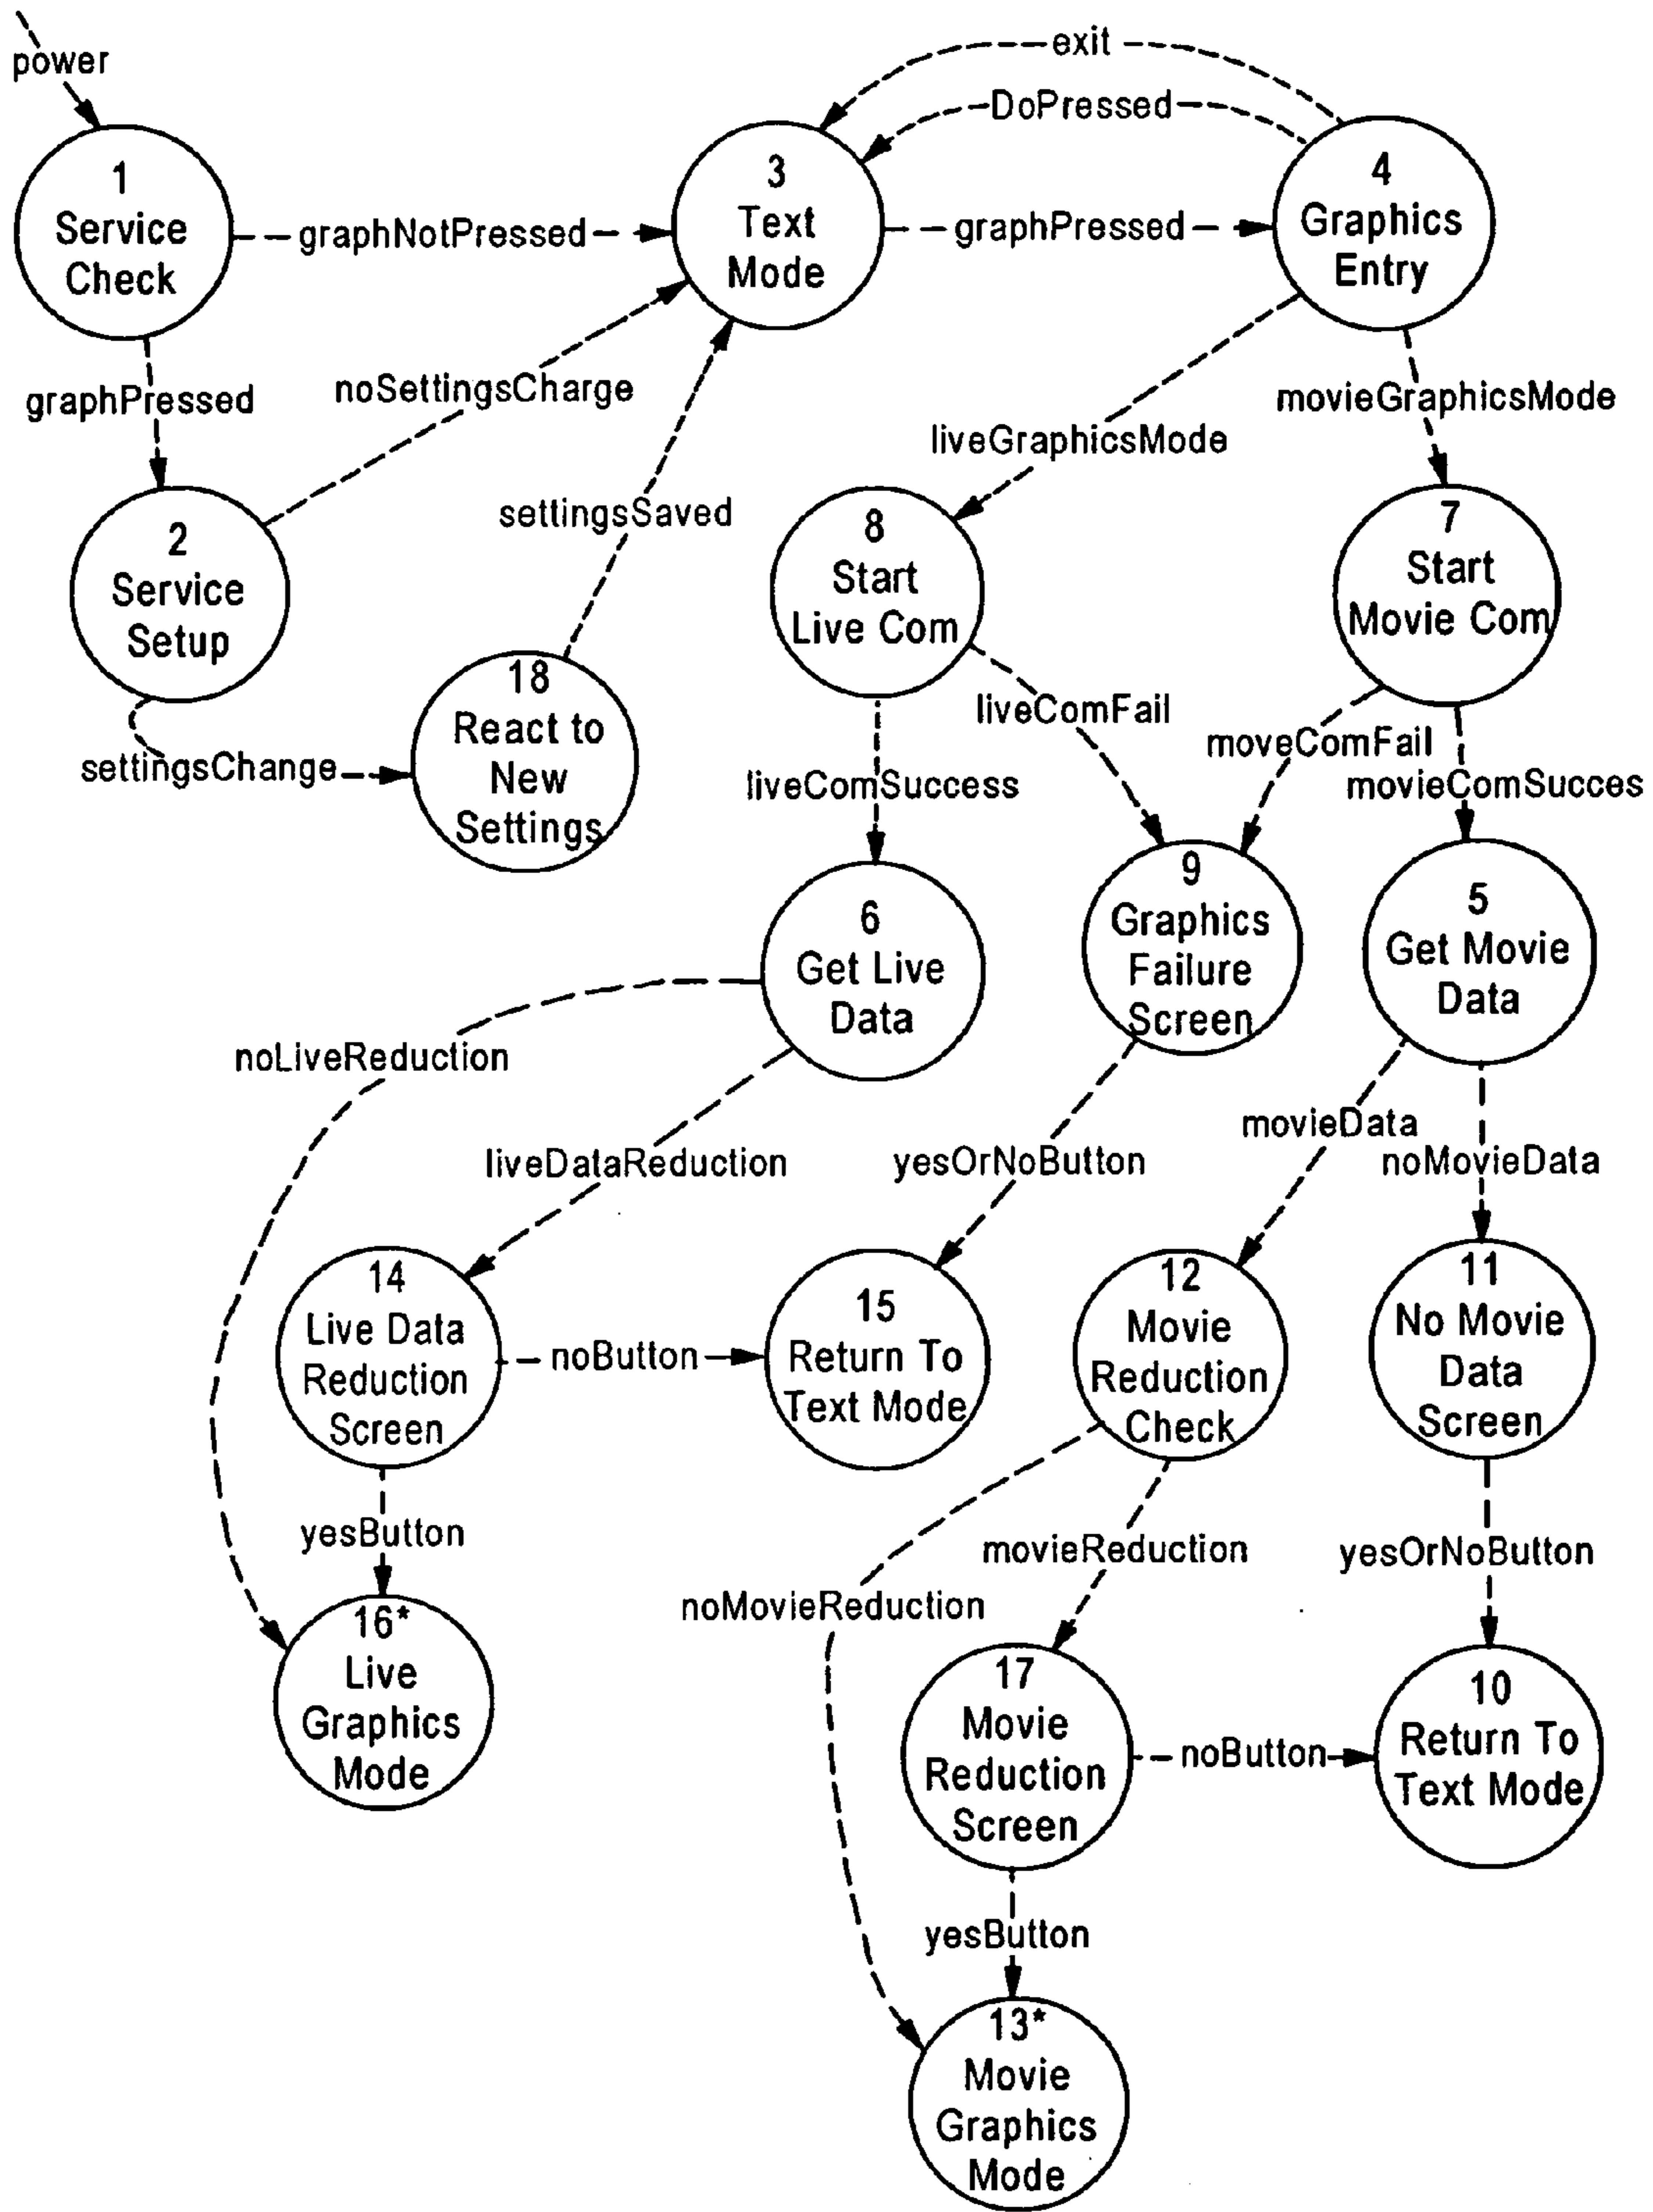 power
exit
DoPressed
1
Service
Check
graphNotPressed
3
Text
Mode
graphPressed
4
Graphics
Entry
graphPressed
noSettingsCharge
liveGraphicsMode
movieGraphicsMode
2
Service
Setup
settingsSaved
8
Start
Live Com
7
Start
Movie Com
settingsChange
18
React to
New
Settings
liveComFail
moveComFail
liveComSuccess
movieComSucces
6
Get Live
Data
9
Graphics
Failure
Screen
5
Get Movie
Data
noLiveReduction
liveDataReduction
yesOrNoButton
movieData
noMovieData
14
Live Data
Reduction
Screen
noButton
15
Return To
Text Mode
12
Movie
Reduction
Check
11
No Movie
Data
Screen
yesButton
movieReduction
yesOrNoButton
noMovieReduction
16*
Live
Graphics
Mode
17
Movie
Reduction
Screen
noButton
10
Return To
Text Mode
yesButton
13*
Movie
Graphics
Mode